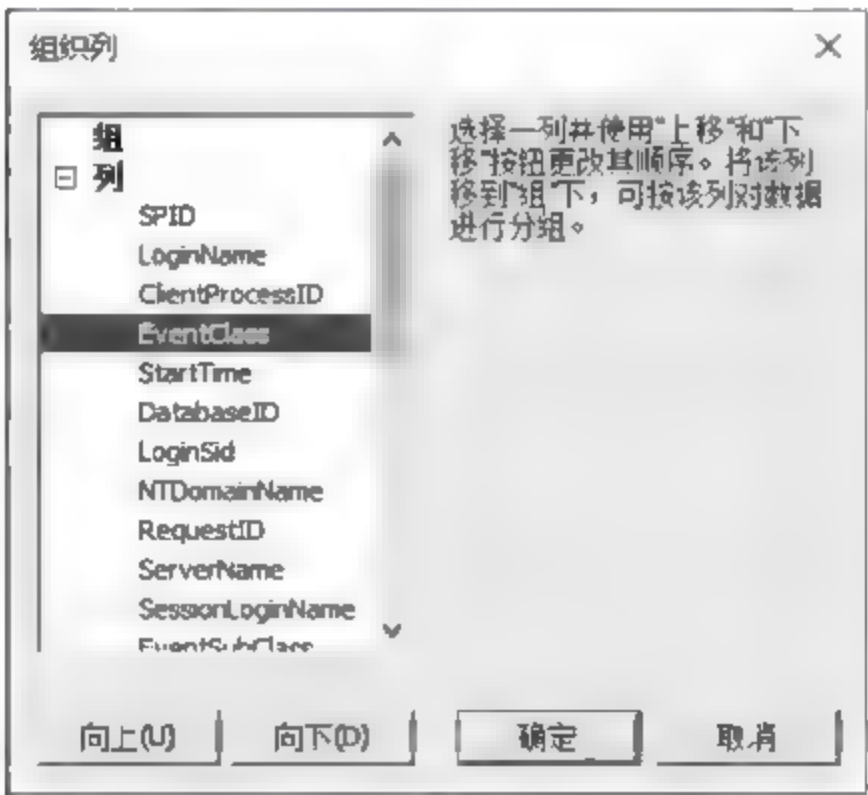 组织列
组
列
SPID
LoginName
ClientProcessID
EventClass
StartTime
DatabaseID
LoginSid
NTDomainName
RequestID
ServerName
SessionLoginName
EventSubClass
选择一列并使用"上移"和"下
移"按钮更改其顺序。将该列
移到"组"下，可按该列对数据
进行分组。
向上(U)
向下(D)
确定
取消